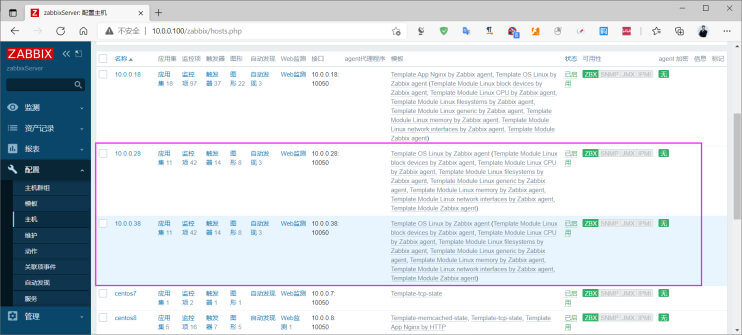 zabbixServer: 配置主机
不安全 | 10.0.0.100/zabbix/hosts.php
ZABBIX
zabbixServer
监测
资产记录
报表
配置
主机群组
模板
主机
维护
动作
关联项事件
自动发现
服务
管理
名称 应用集 监控项 触发器 图形 自动发现 Web监测 接口 agent代理程序 模板 状态 可用性 agent 加密 信息 标记
10.0.0.18 应用 监控 触发 图 自动发 Web监测 10.0.0.18: Template App Nginx by Zabbix agent, Template OS Linux by Zabbix 已启 ZBX SNMP JMX IPMI 无
集 18 项 97 器 37 形 22 现 3 10050 agent (Template Module Linux block devices by Zabbix agent, 用
Template Module Linux CPU by Zabbix agent, Template Module
Linux filesystems by Zabbix agent, Template Module
Linux generic by Zabbix agent,
Template Module Linux memory by Zabbix agent,
Template Module Linux network interfaces by Zabbix agent, Template Module
Zabbix agent)
10.0.0.28 应用 监控 触发 图 自动发 Web监测 10.0.0.28: Template OS Linux by Zabbix agent (Template Module Linux 已启 ZBX SNMP JMX IPMI 无
集 11 项 42 器 14 形 8 现 3 10050 block devices by Zabbix agent, Template Module Linux CPU 用
by Zabbix agent, Template Module Linux filesystems by
Zabbix agent, Template Module Linux generic by Zabbix
agent, Template Module Linux memory by Zabbix agent,
Template Module Linux network interfaces by Zabbix agent,
Template Module Zabbix agent)
10.0.0.38 应用 监控 触发 图 自动发 Web监测 10.0.0.38: Template OS Linux by Zabbix agent (Template Module Linux 已启 ZBX SNMP JMX IPMI 无
集 11 项 42 器 14 形 8 现 3 10050 block devices by Zabbix agent, Template Module Linux CPU 用
by Zabbix agent, Template Module Linux filesystems by
Zabbix agent, Template Module Linux generic by Zabbix
agent, Template Module Linux memory by Zabbix agent,
Template Module Linux network interfaces by Zabbix agent,
Template Module Zabbix agent)
centos7 应用 监控 触发 图 自动发现 Web监测 10.0.0.7: Template-tcp-state 已启 ZBX SNMP JMX IPMI 无
集 1 项 2 器 1 形 1 10050 用
centos8 应用 监控 触发 图 自动发现 Web监 10.0.0.8: Template-memcached-state, Template-tcp-state, Template 已启 ZBX SNMP JMX IPMI 无
集 5 项 16 器 7 形 5 测 1 10050 App Nginx by HTTP 用